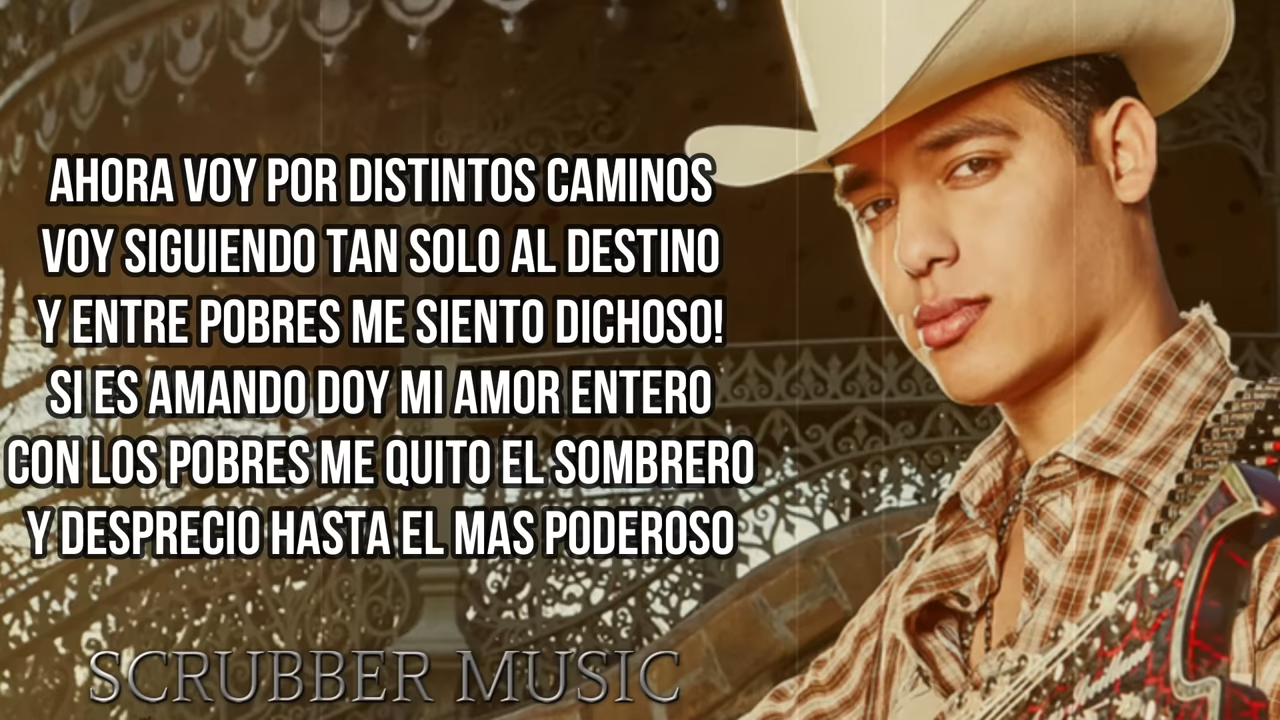 AHORA VOY POR DISTINTOS CAMINOS
VOY SIGUIENDO TAN SOLO AL DESTINO
Y ENTRE POBRES ME SIENTO DICHOSO!
SI ES AMANDO DOY MI AMOR ENTERO
CON LOS POBRES ME QUITO EL SOMBRERO
Y DESPRECIO HASTA EL MAS PODEROSO
SCRUBBER MUSIC